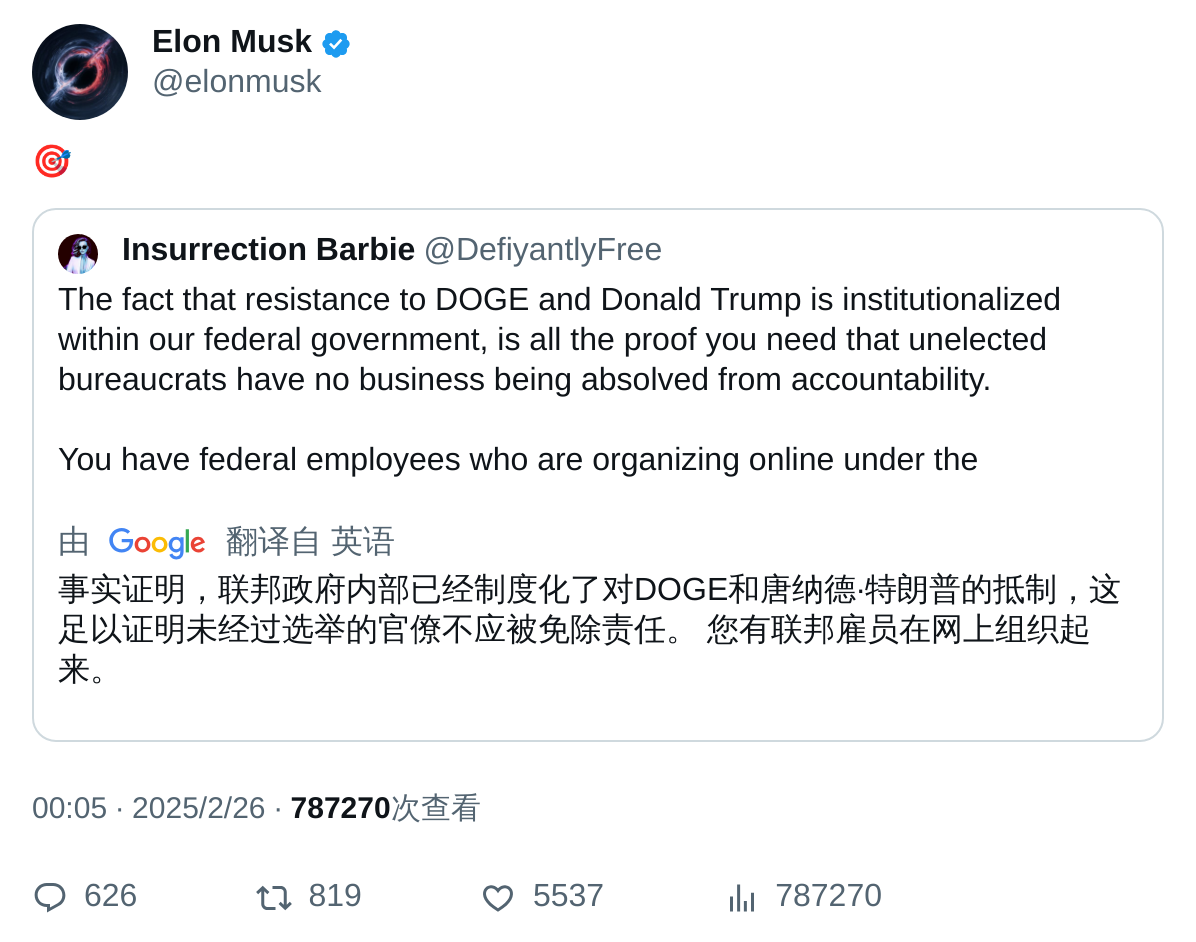 Elon Musk
@elonmusk
🎯
Insurrection Barbie @DefiyantlyFree
The fact that resistance to DOGE and Donald Trump is institutionalized
within our federal government, is all the proof you need that unelected
bureaucrats have no business being absolved from accountability.
You have federal employees who are organizing online under the
由 Google 翻译自 英语
事实证明，联邦政府内部已经制度化了对DOGE和唐纳德·特朗普的抵制，这
足以证明未经过选举的官僚不应被免除责任。 您有联邦雇员在网上组织起
来。
00:05 · 2025/2/26 · 787270次查看
626 819 5537 787270